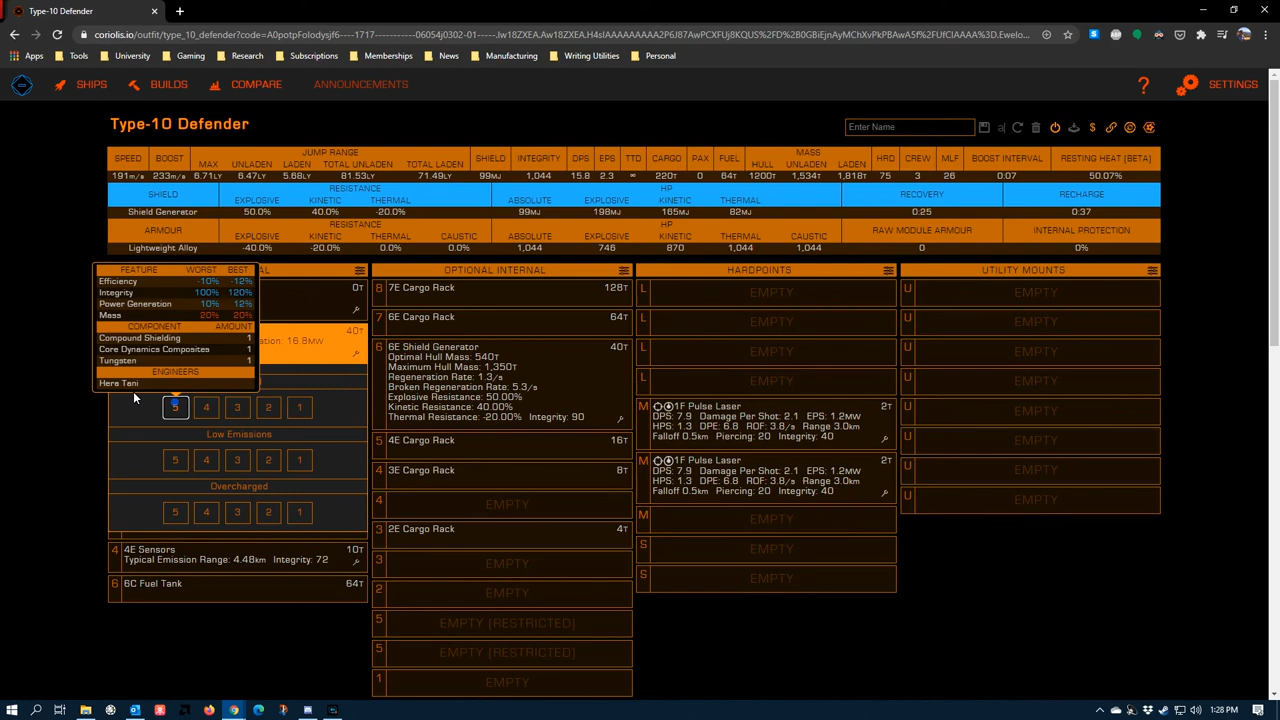 Type-10 Defender
coriolis.io/outfit/type_10_defender?code=
Apps Tools University Gaming Research Subscriptions Memberships News Manufacturing Writing Utilities Personal
SHIPS BUILDS COMPARE ANNOUNCEMENTS ? SETTINGS
Type-10 Defender
Enter Name
SPEED BOOST JUMP RANGE SHIELD INTEGRITY DPS EPS TTD CARGO PAX FUEL MASS HRD CREW MLF BOOST INTERVAL RESTING HEAT (BETA)
MAX UNLADEN LADEN TOTAL UNLADEN TOTAL LADEN HULL UNLADEN LADEN
191m/s 233m/s 6.71LY 6.47LY 5.68LY 81.53LY 71.49LY 99MJ 1,044 15.8 2.3 ∞ 220T 0 64T 1200T 1,534T 1,818T 75 3 26 0:07 50.07%
SHIELD RESISTANCE HP RECOVERY RECHARGE
EXPLOSIVE KINETIC THERMAL ABSOLUTE EXPLOSIVE KINETIC THERMAL
Shield Generator 50.0% 40.0% -20.0% 99MJ 198MJ 165MJ 82MJ 0:25 0:37
ARMOUR RESISTANCE HP RAW MODULE ARMOUR INTERNAL PROTECTION
EXPLOSIVE KINETIC THERMAL CAUSTIC ABSOLUTE EXPLOSIVE KINETIC THERMAL CAUSTIC
Lightweight Alloy -40.0% -20.0% 0.0% 0.0% 1,044 746 870 1,044 1,044 0 0%
FEATURE WORST BEST
Efficiency -10% -12%
Integrity 100% 120%
Power Generation 10% 12%
Mass 20% 20%
COMPONENT AMOUNT
Compound Shielding 1
Core Dynamics Composites 1
Tungsten 1
ENGINEERS
Hera Tani
0T
40T
16.8MW
5 4 3 2 1
Low Emissions
5 4 3 2 1
Overcharged
5 4 3 2 1
4 4E Sensors 10T
Typical Emission Range: 4.48km Integrity: 72
6 6C Fuel Tank 64T
OPTIONAL INTERNAL
8 7E Cargo Rack 128T
7 6E Cargo Rack 64T
6 6E Shield Generator 40T
Optimal Hull Mass: 540T
Maximum Hull Mass: 1,350T
Regeneration Rate: 1.3/s
Broken Regeneration Rate: 5.3/s
Explosive Resistance: 50.00%
Kinetic Resistance: 40.00%
Thermal Resistance: -20.00% Integrity: 90
5 4E Cargo Rack 16T
4 3E Cargo Rack 8T
4 EMPTY
3 2E Cargo Rack 4T
3 EMPTY
2 EMPTY
5 EMPTY (RESTRICTED)
5 EMPTY (RESTRICTED)
1 EMPTY
HARDPOINTS
L EMPTY
L EMPTY
L EMPTY
L EMPTY
M 1F Pulse Laser 2T
DPS: 7.9 Damage Per Shot: 2.1 EPS: 1.2MW
HPS: 1.3 DPE: 6.8 ROF: 3.8/s Range 3.0km
Falloff 0.5km Piercing: 20 Integrity: 40
M 1F Pulse Laser 2T
DPS: 7.9 Damage Per Shot: 2.1 EPS: 1.2MW
HPS: 1.3 DPE: 6.8 ROF: 3.8/s Range 3.0km
Falloff 0.5km Piercing: 20 Integrity: 40
M EMPTY
S EMPTY
S EMPTY
UTILITY MOUNTS
U EMPTY
U EMPTY
U EMPTY
U EMPTY
U EMPTY
U EMPTY
U EMPTY
U EMPTY
1:28 PM